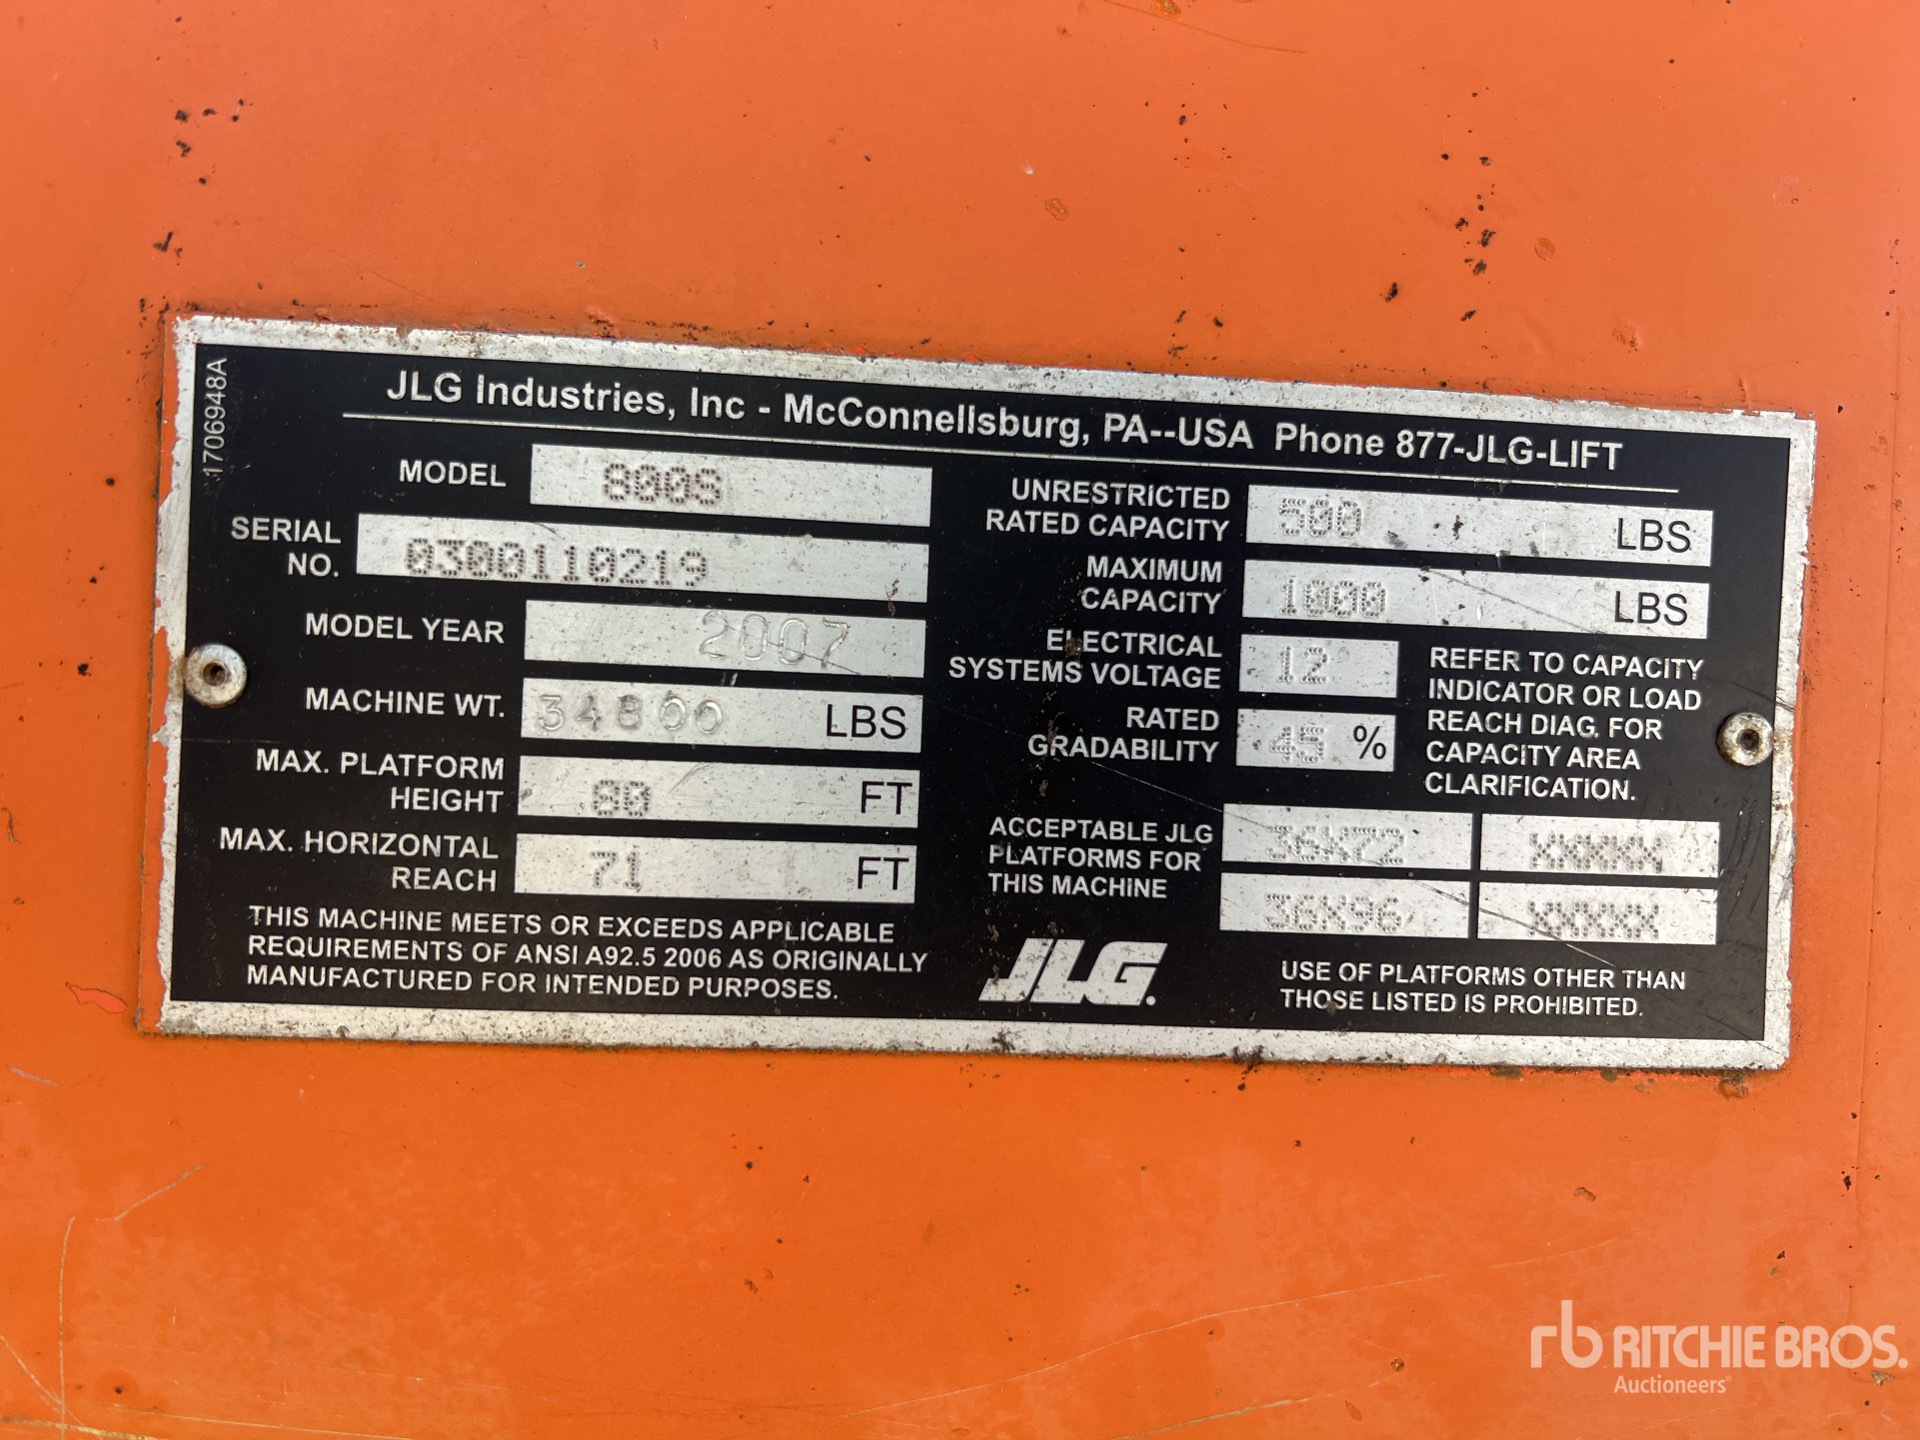 1706948A
JLG Industries, Inc - McConnellsburg, PA--USA Phone 877-JLG-LIFT
MODEL 800S
SERIAL
NO. 0300110219
MODEL YEAR 2007
MACHINE WT. 34800 LBS
MAX. PLATFORM
HEIGHT 80 FT
MAX. HORIZONTAL
REACH 71 FT
THIS MACHINE MEETS OR EXCEEDS APPLICABLE
REQUIREMENTS OF ANSI A92.5 2006 AS ORIGINALLY
MANUFACTURED FOR INTENDED PURPOSES.
UNRESTRICTED
RATED CAPACITY 500 LBS
MAXIMUM
CAPACITY 1000 LBS
ELECTRICAL
SYSTEMS VOLTAGE 12
RATED
GRADABILITY 45 %
REFER TO CAPACITY
INDICATOR OR LOAD
REACH DIAG. FOR
CAPACITY AREA
CLARIFICATION.
ACCEPTABLE JLG
PLATFORMS FOR
THIS MACHINE
36X72 XXXXX
36X96 XXXXX
JLG.
USE OF PLATFORMS OTHER THAN
THOSE LISTED IS PROHIBITED.
rb RITCHIE BROS.
Auctioneers